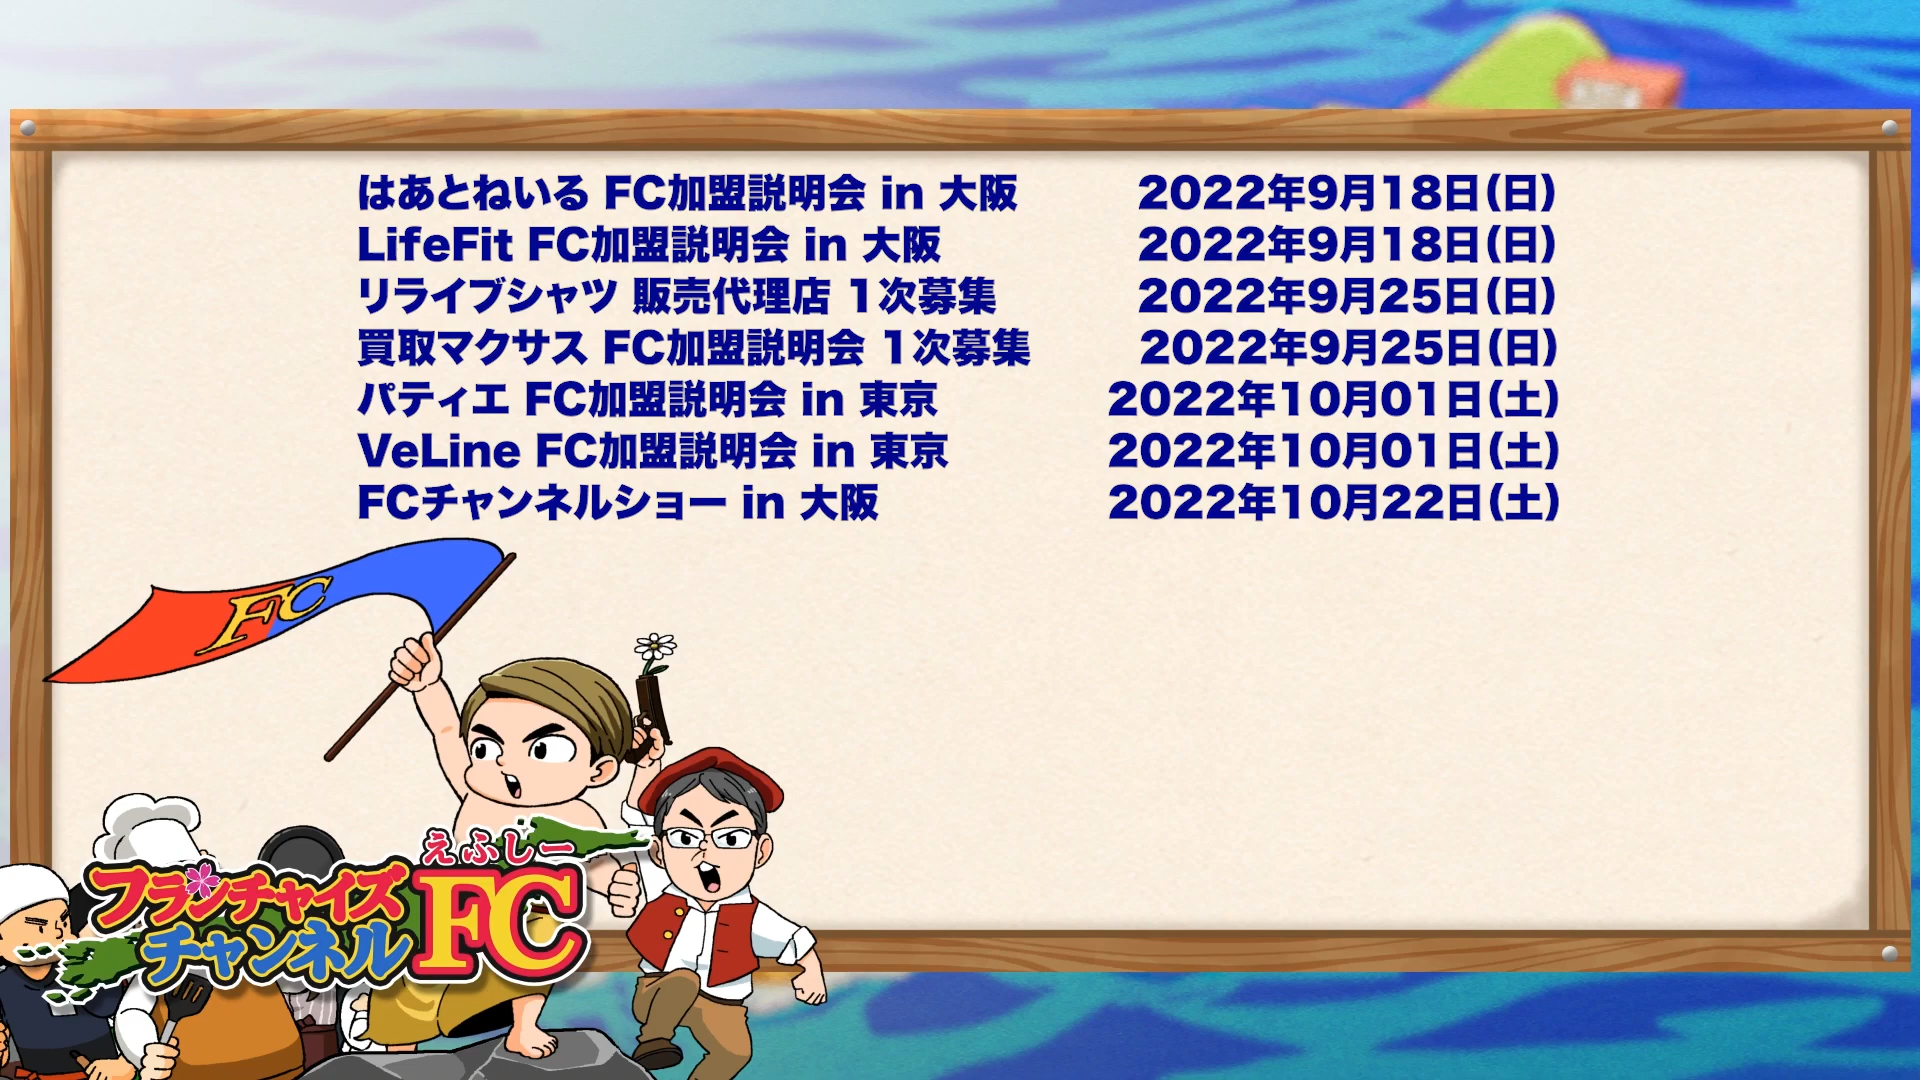 はあとねいる FC加盟説明会 in 大阪 2022年9月18日(日)
LifeFit FC加盟説明会 in 大阪 2022年9月18日(日)
リライブシャツ 販売代理店 1次募集 2022年9月25日(日)
買取マクサス FC加盟説明会 1次募集 2022年9月25日(日)
パティエ FC加盟説明会 in 東京 2022年10月01日(土)
VeLine FC加盟説明会 in 東京 2022年10月01日(土)
FCチャンネルショー in 大阪 2022年10月22日(土)
FC
えふしー
フランチャイズ
チャンネル
FC